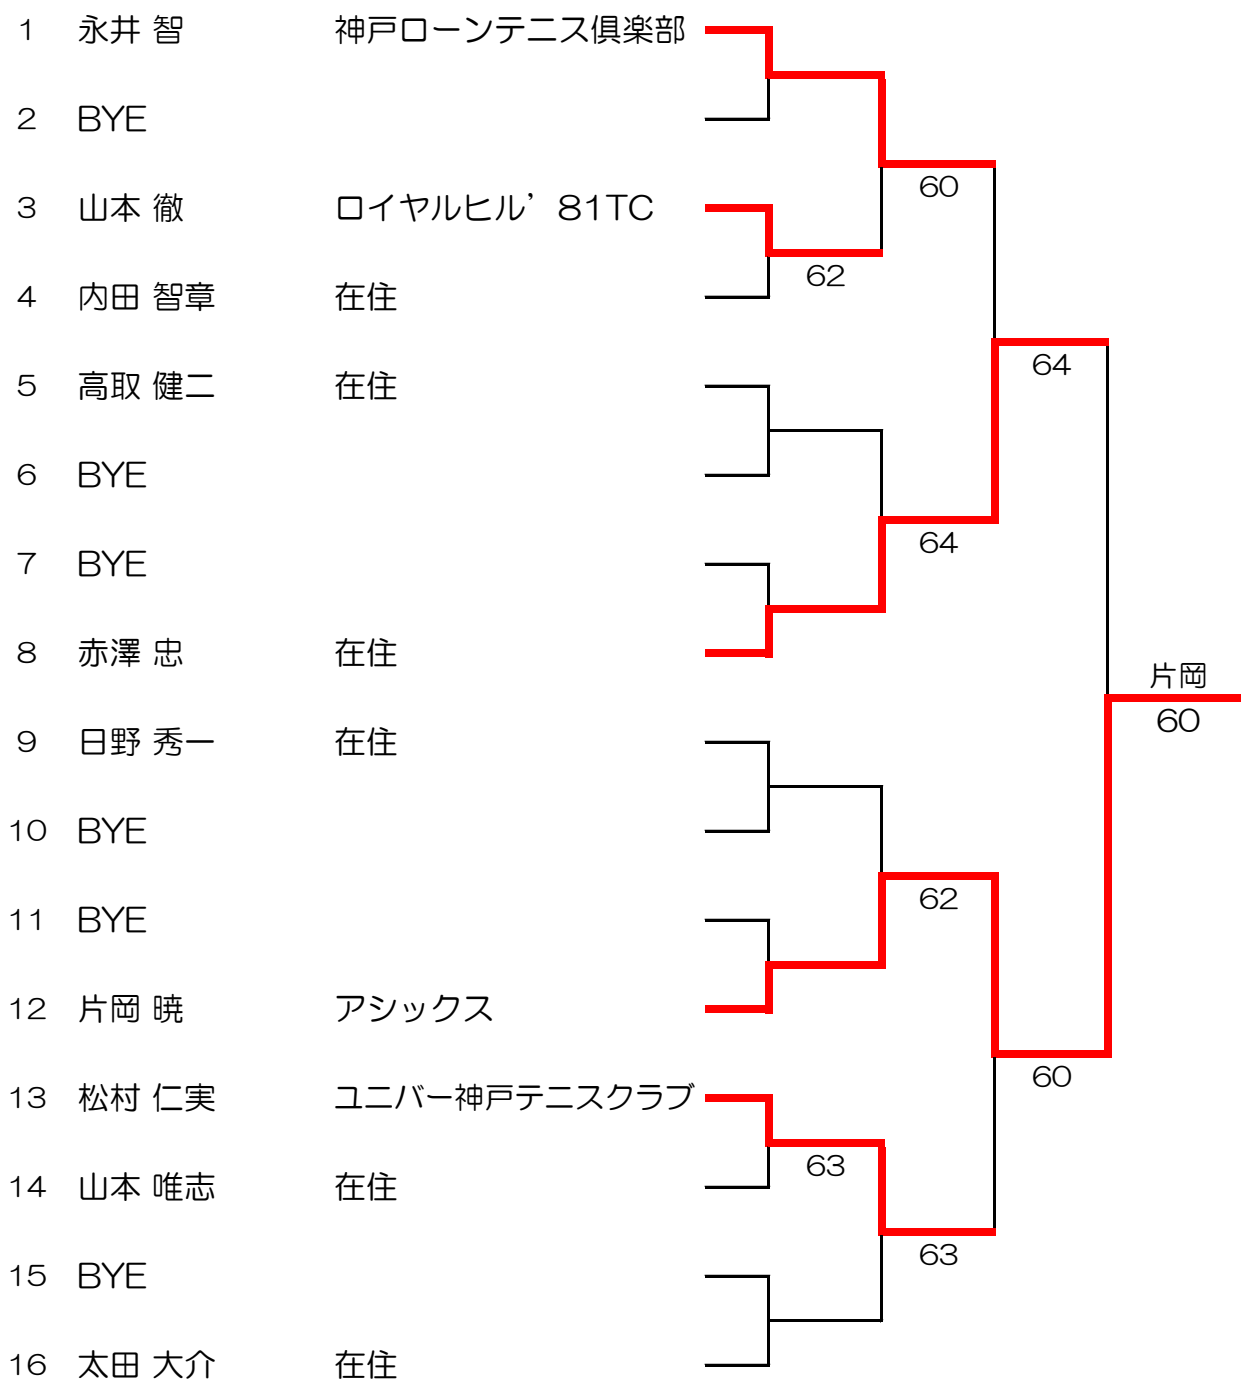 1 永井 智 神戸ローンテニス倶楽部
2 BYE
60
3 山本 徹 ロイヤルヒル’81TC
62
4 内田 智章 在住
64
5 高取 健二 在住
6 BYE
64
7 BYE
8 赤澤 忠 在住
片岡
60
9 日野 秀一 在住
10 BYE
62
11 BYE
12 片岡 暁 アシックス
60
13 松村 仁実 ユニバー神戸テニスクラブ
63
14 山本 唯志 在住
63
15 BYE
16 太田 大介 在住